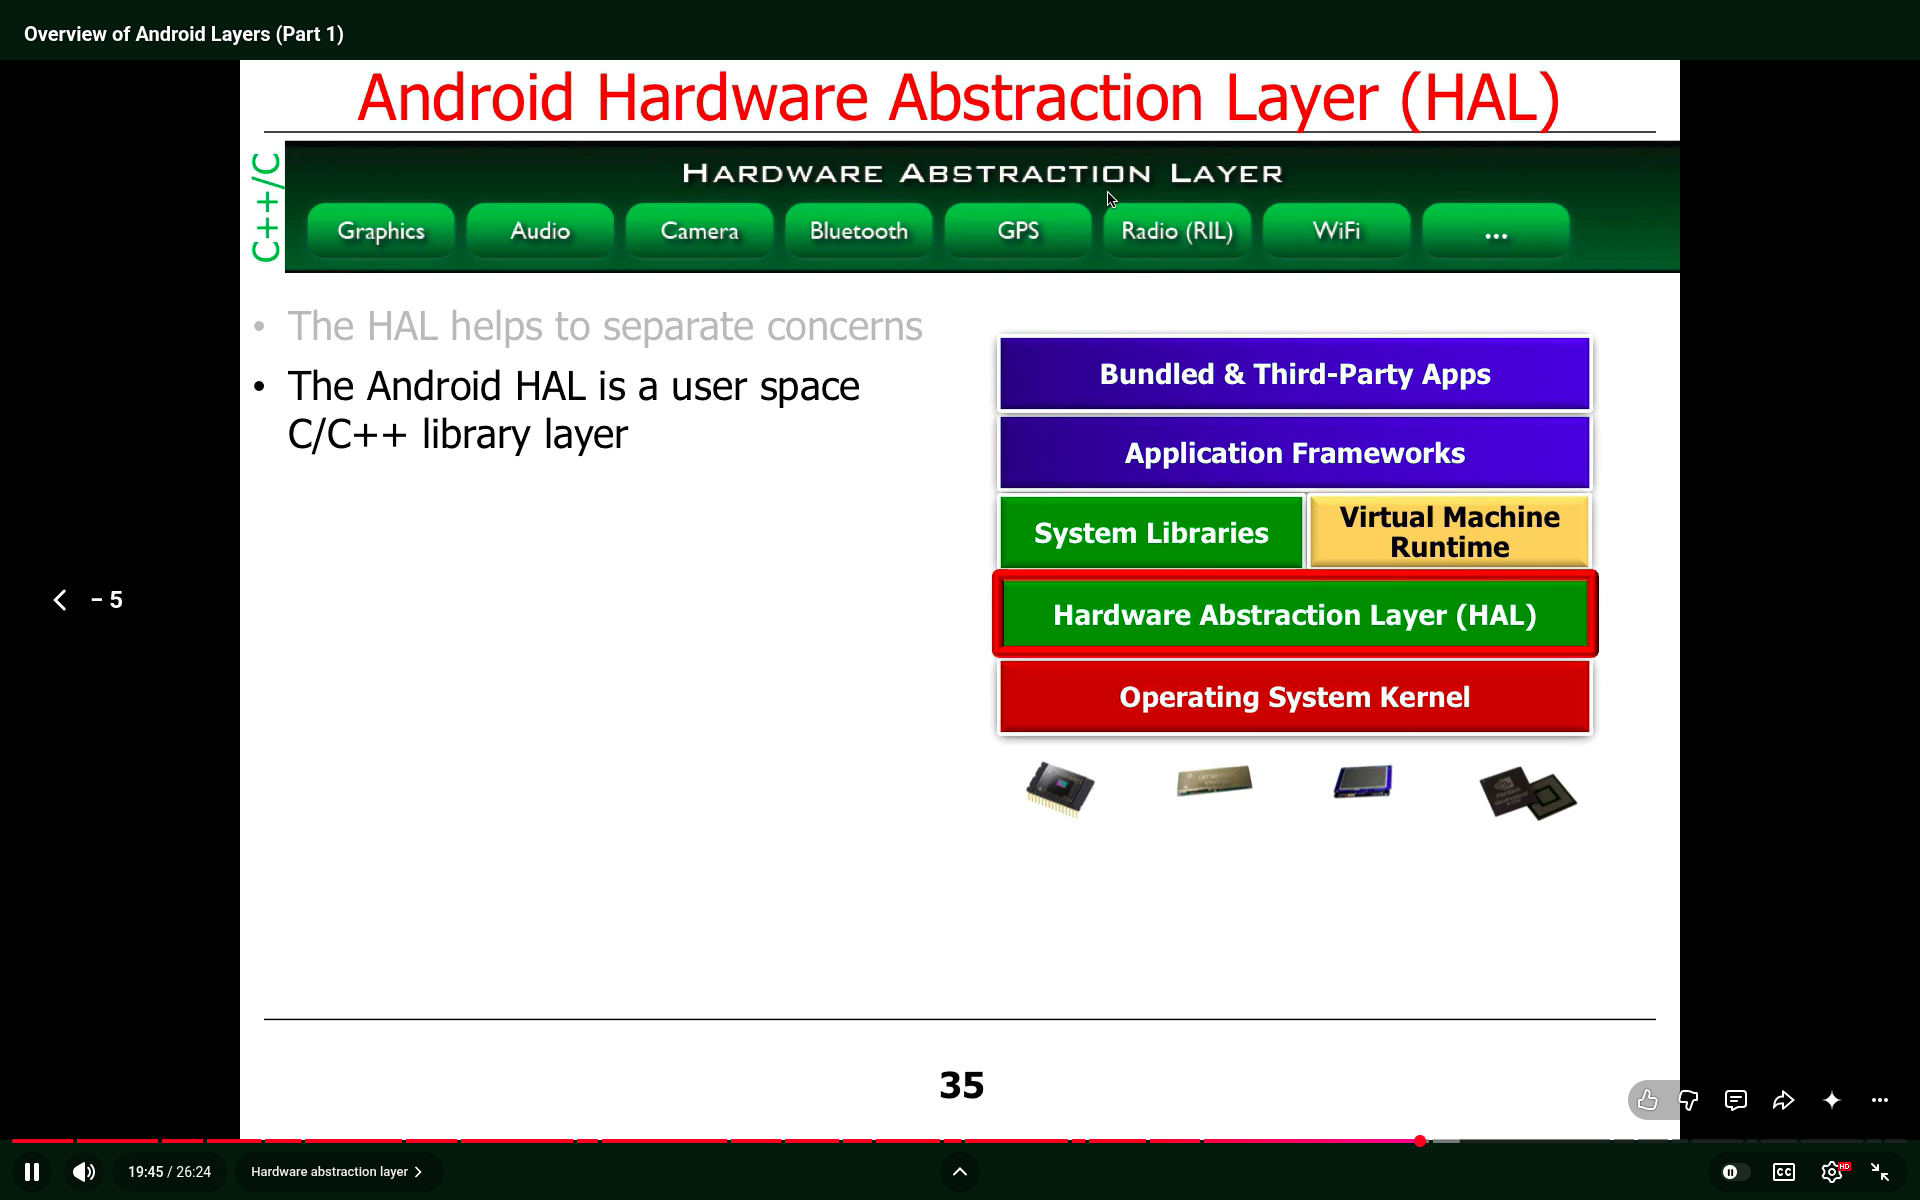 Overview of Android Layers (Part 1)
Android Hardware Abstraction Layer (HAL)
C++/C
HARDWARE ABSTRACTION LAYER
Graphics
Audio
Camera
Bluetooth
GPS
Radio (RIL)
WiFi
...
• The HAL helps to separate concerns
• The Android HAL is a user space
C/C++ library layer
Bundled & Third-Party Apps
Application Frameworks
System Libraries
Virtual Machine
Runtime
Hardware Abstraction Layer (HAL)
Operating System Kernel
NVIDIA
− 5
35
19:45 / 26:24
Hardware abstraction layer
CC
HD